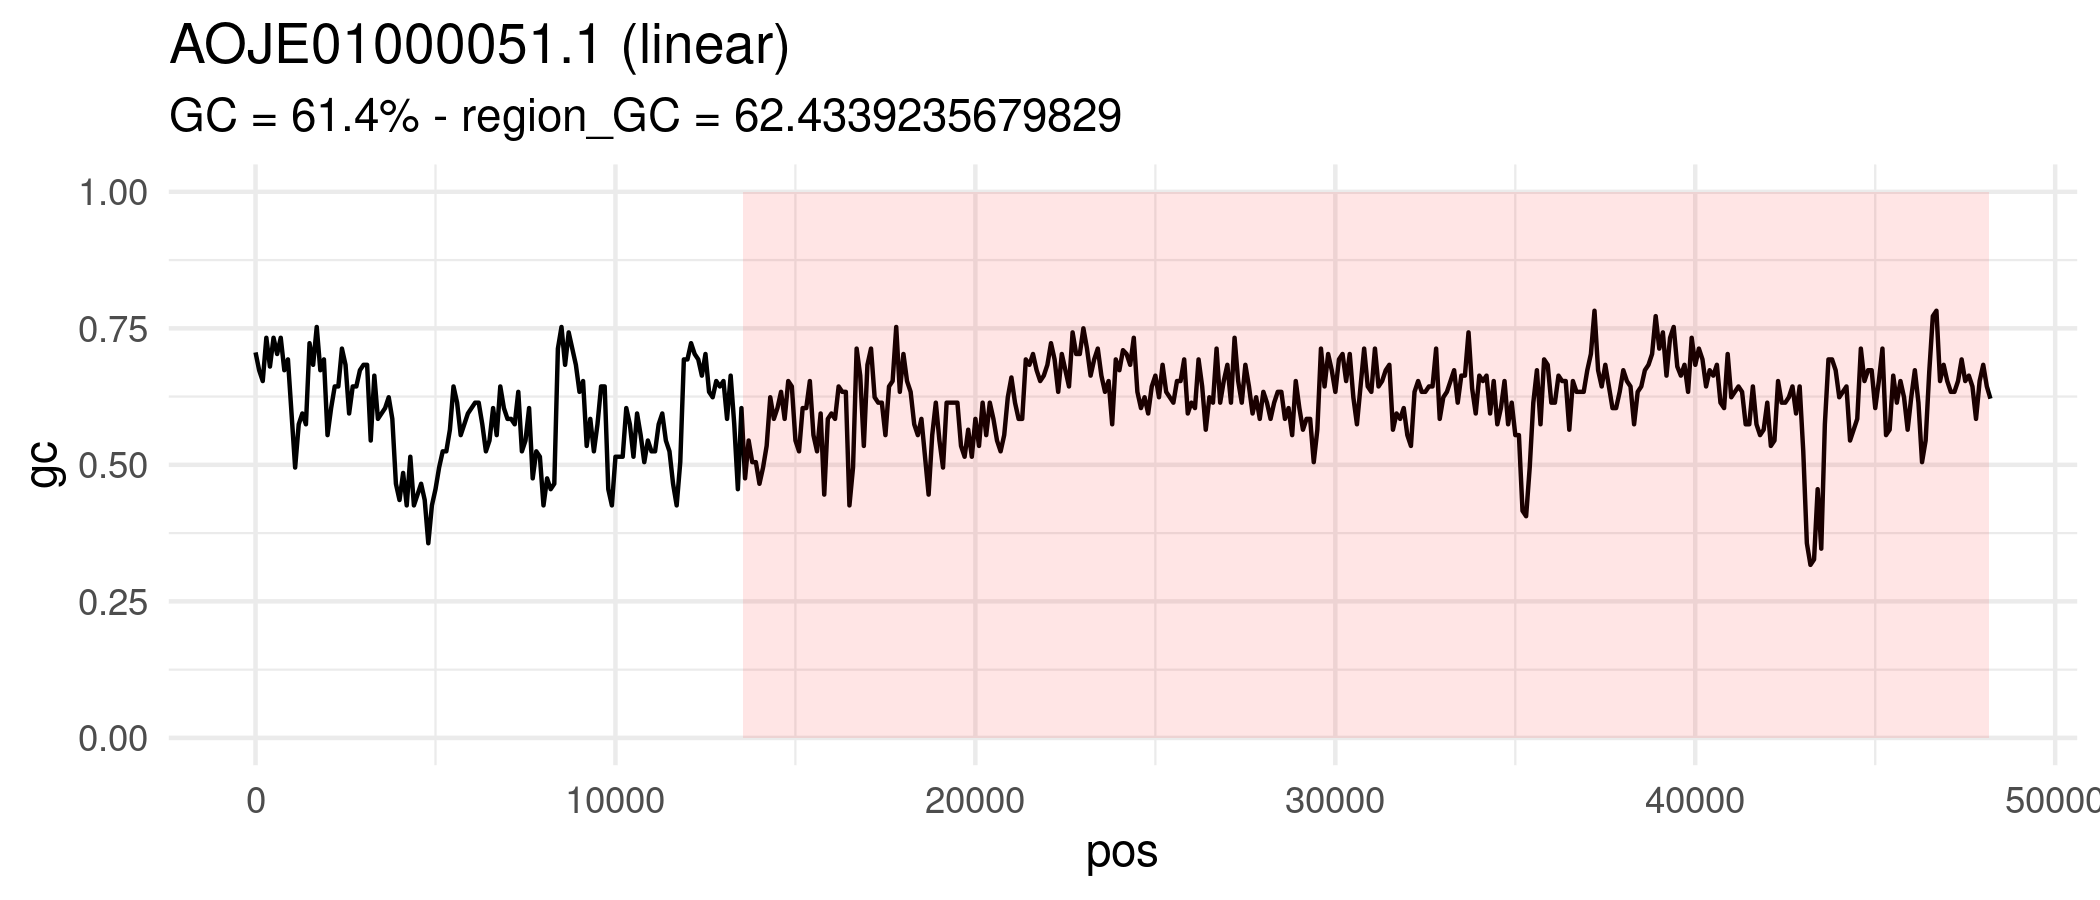 AOJE01000051.1 (linear)
GC = 61.4% - region_GC = 62.4339235679829
1.00
0.75
0.50
0.25
0.00
gc
0 10000 20000 30000 40000 50000
pos